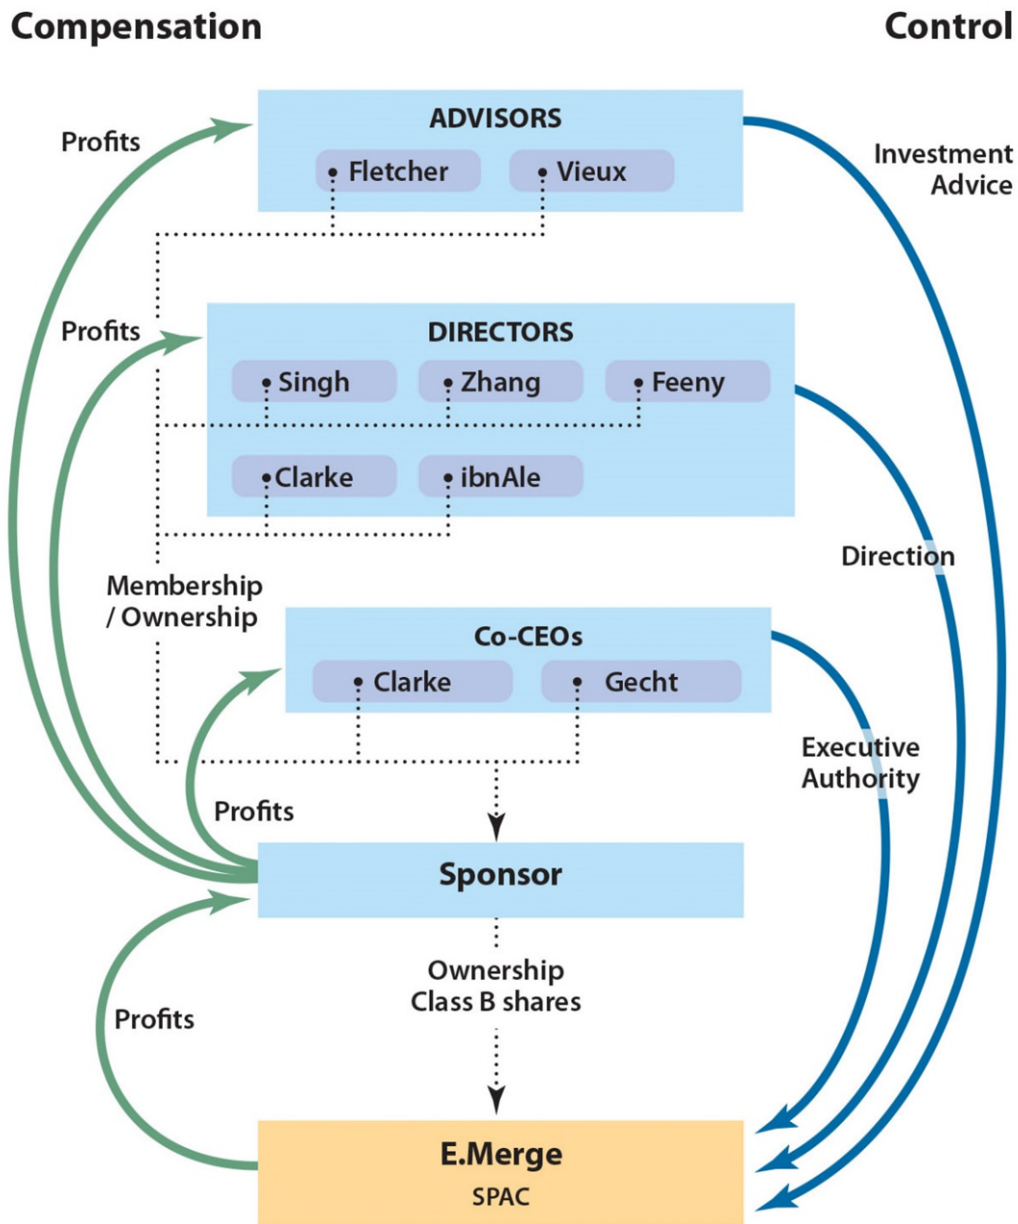 Compensation
Control
ADVISORS
Profits
Fletcher
Vieux
Investment
Advice
Profits
DIRECTORS
Singh
Zhang
Feeny
Clarke
ibnAle
Direction
Membership
/ Ownership
Co-CEOs
Clarke
Gecht
Executive
Authority
Profits
Sponsor
Ownership
Class B shares
Profits
E.Merge
SPAC